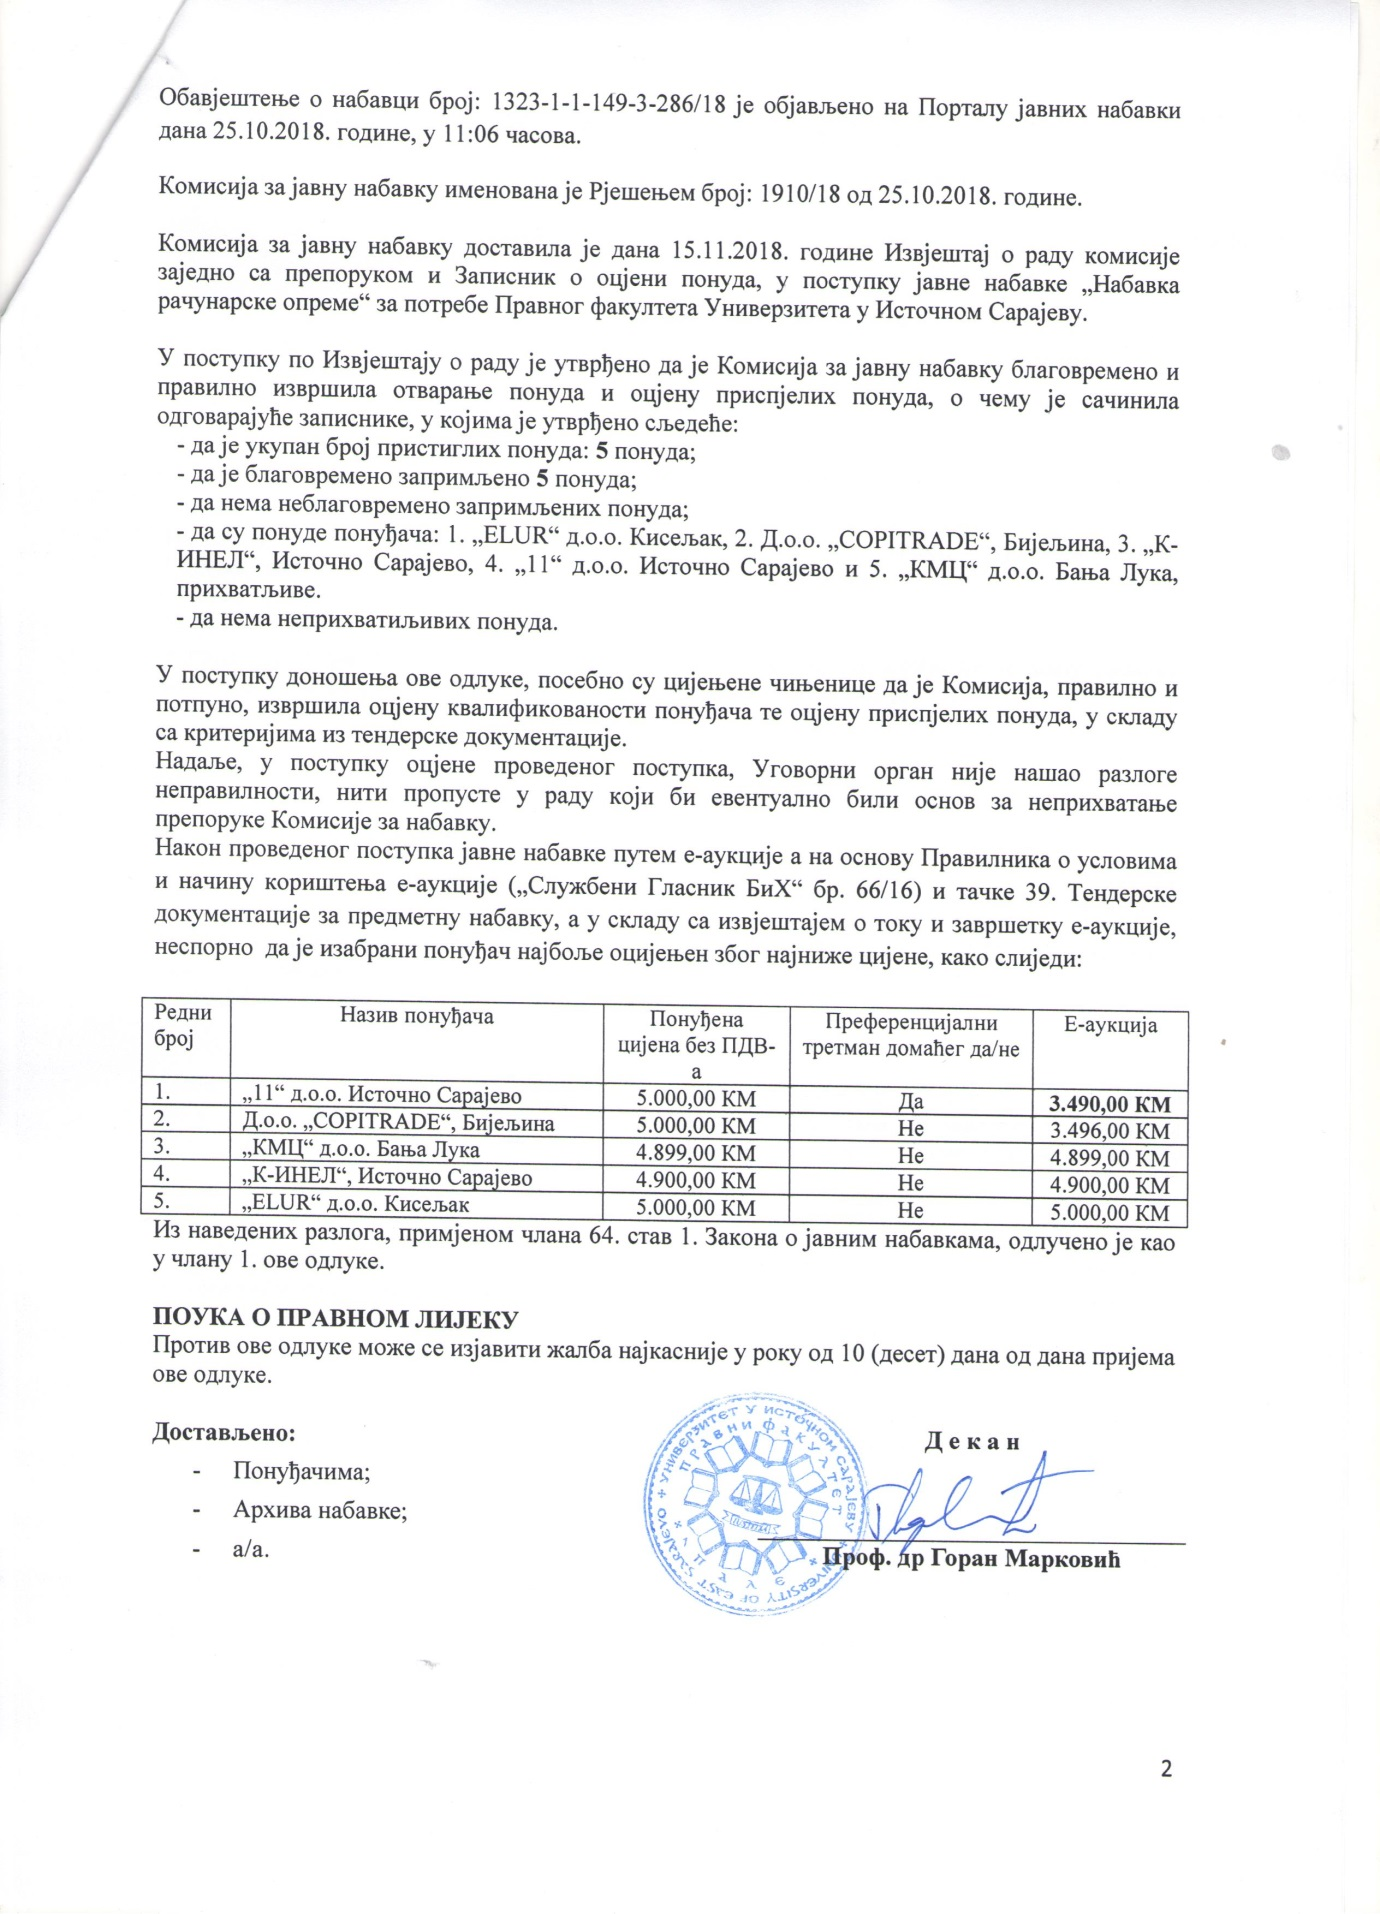 Обавјештење о набавци број: 1323-1-1-149-3-286/18 је објављено на Порталу јавних набавки
дана 25.10.2018. године, у 11:06 часова.
Комисија за јавну набавку именована је Рјешењем број: 1910/18 од 25.10.2018. године.
Комисија за јавну набавку доставила је дана 15.11.2018. године Извјештај о раду комисије
заједно са препоруком и Записник о оцјени понуда, у поступку јавне набавке „Набавка
рачунарске опреме“ за потребе Правног факултета Универзитета у Источном Сарајеву.
У поступку по Извјештају о раду је утврђено да је Комисија за јавну набавку благовремено и
правилно извршила отварање понуда и оцјену приспјелих понуда, о чему је сачинила
одговарајуће записнике, у којима је утврђено сљедеће:
- да је укупан број пристиглих понуда: 5 понуда;
- да је благовремено запримљено 5 понуда;
- да нема неблаговремено запримљених понуда;
- да су понуде понуђача: 1. „ELUR“ д.о.о. Кисељак, 2. Д.о.о. „COPITRADE“, Бијељина, 3. „К-
ИНЕЛ“, Источно Сарајево, 4. „11“ д.о.о. Источно Сарајево и 5. „КМЦ“ д.о.о. Бања Лука,
прихватљиве.
- да нема неприхватиљивих понуда.
У поступку доношења ове одлуке, посебно су цијењене чињенице да је Комисија, правилно и
потпуно, извршила оцјену квалификованости понуђача те оцјену приспјелих понуда, у складу
са критеријима из тендерске документације.
Надаље, у поступку оцјене проведеног поступка, Уговорни орган није нашао разлоге
неправилности, нити пропусте у раду који би евентуално били основ за неприхватање
препоруке Комисије за набавку.
Након проведеног поступка јавне набавке путем е-аукције а на основу Правилника о условима
и начину кориштења е-аукције („Службени Гласник БиХ“ бр. 66/16) и тачке 39. Тендерске
документације за предметну набавку, а у складу са извјештајем о току и завршетку е-аукције,
неспорно да је изабрани понуђач најбоље оцијењен због најниже цијене, како слиједи:
Редни број Назив понуђача Понуђена цијена без ПДВ-а Преференцијални третман домаћег да/не Е-аукција
1. „11“ д.о.о. Источно Сарајево 5.000,00 КМ Да 3.490,00 КМ
2. Д.о.о. „COPITRADE“, Бијељина 5.000,00 КМ Не 3.496,00 КМ
3. „КМЦ“ д.о.о. Бања Лука 4.899,00 КМ Не 4.899,00 КМ
4. „К-ИНЕЛ“, Источно Сарајево 4.900,00 КМ Не 4.900,00 КМ
5. „ELUR“ д.о.о. Кисељак 5.000,00 КМ Не 5.000,00 КМ
Из наведених разлога, примјеном члана 64. став 1. Закона о јавним набавкама, одлучено је као
у члану 1. ове одлуке.
ПОУКА О ПРАВНОМ ЛИЈЕКУ
Против ове одлуке може се изјавити жалба најкасније у року од 10 (десет) дана од дана пријема
ове одлуке.
Достављено:
- Понуђачима;
- Архива набавке;
- а/а.
Д е к а н
Проф. др Горан Марковић
УНИВЕРЗИТЕТ У ИСТОЧНОМ САРАЈЕВУ + UNIVERSITY OF EAST SARAJEVO +
ПРАВНИ ФАКУЛТЕТ
ПАЛЕ
2